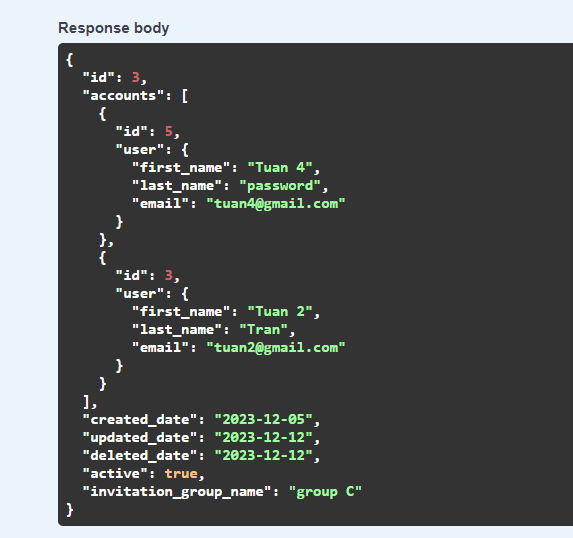 Response body
{
  "id": 3,
  "accounts": [
    {
      "id": 5,
      "user": {
        "first_name": "Tuan 4",
        "last_name": "password",
        "email": "tuan4@gmail.com"
      }
    },
    {
      "id": 3,
      "user": {
        "first_name": "Tuan 2",
        "last_name": "Tran",
        "email": "tuan2@gmail.com"
      }
    }
  ],
  "created_date": "2023-12-05",
  "updated_date": "2023-12-12",
  "deleted_date": "2023-12-12",
  "active": true,
  "invitation_group_name": "group C"
}